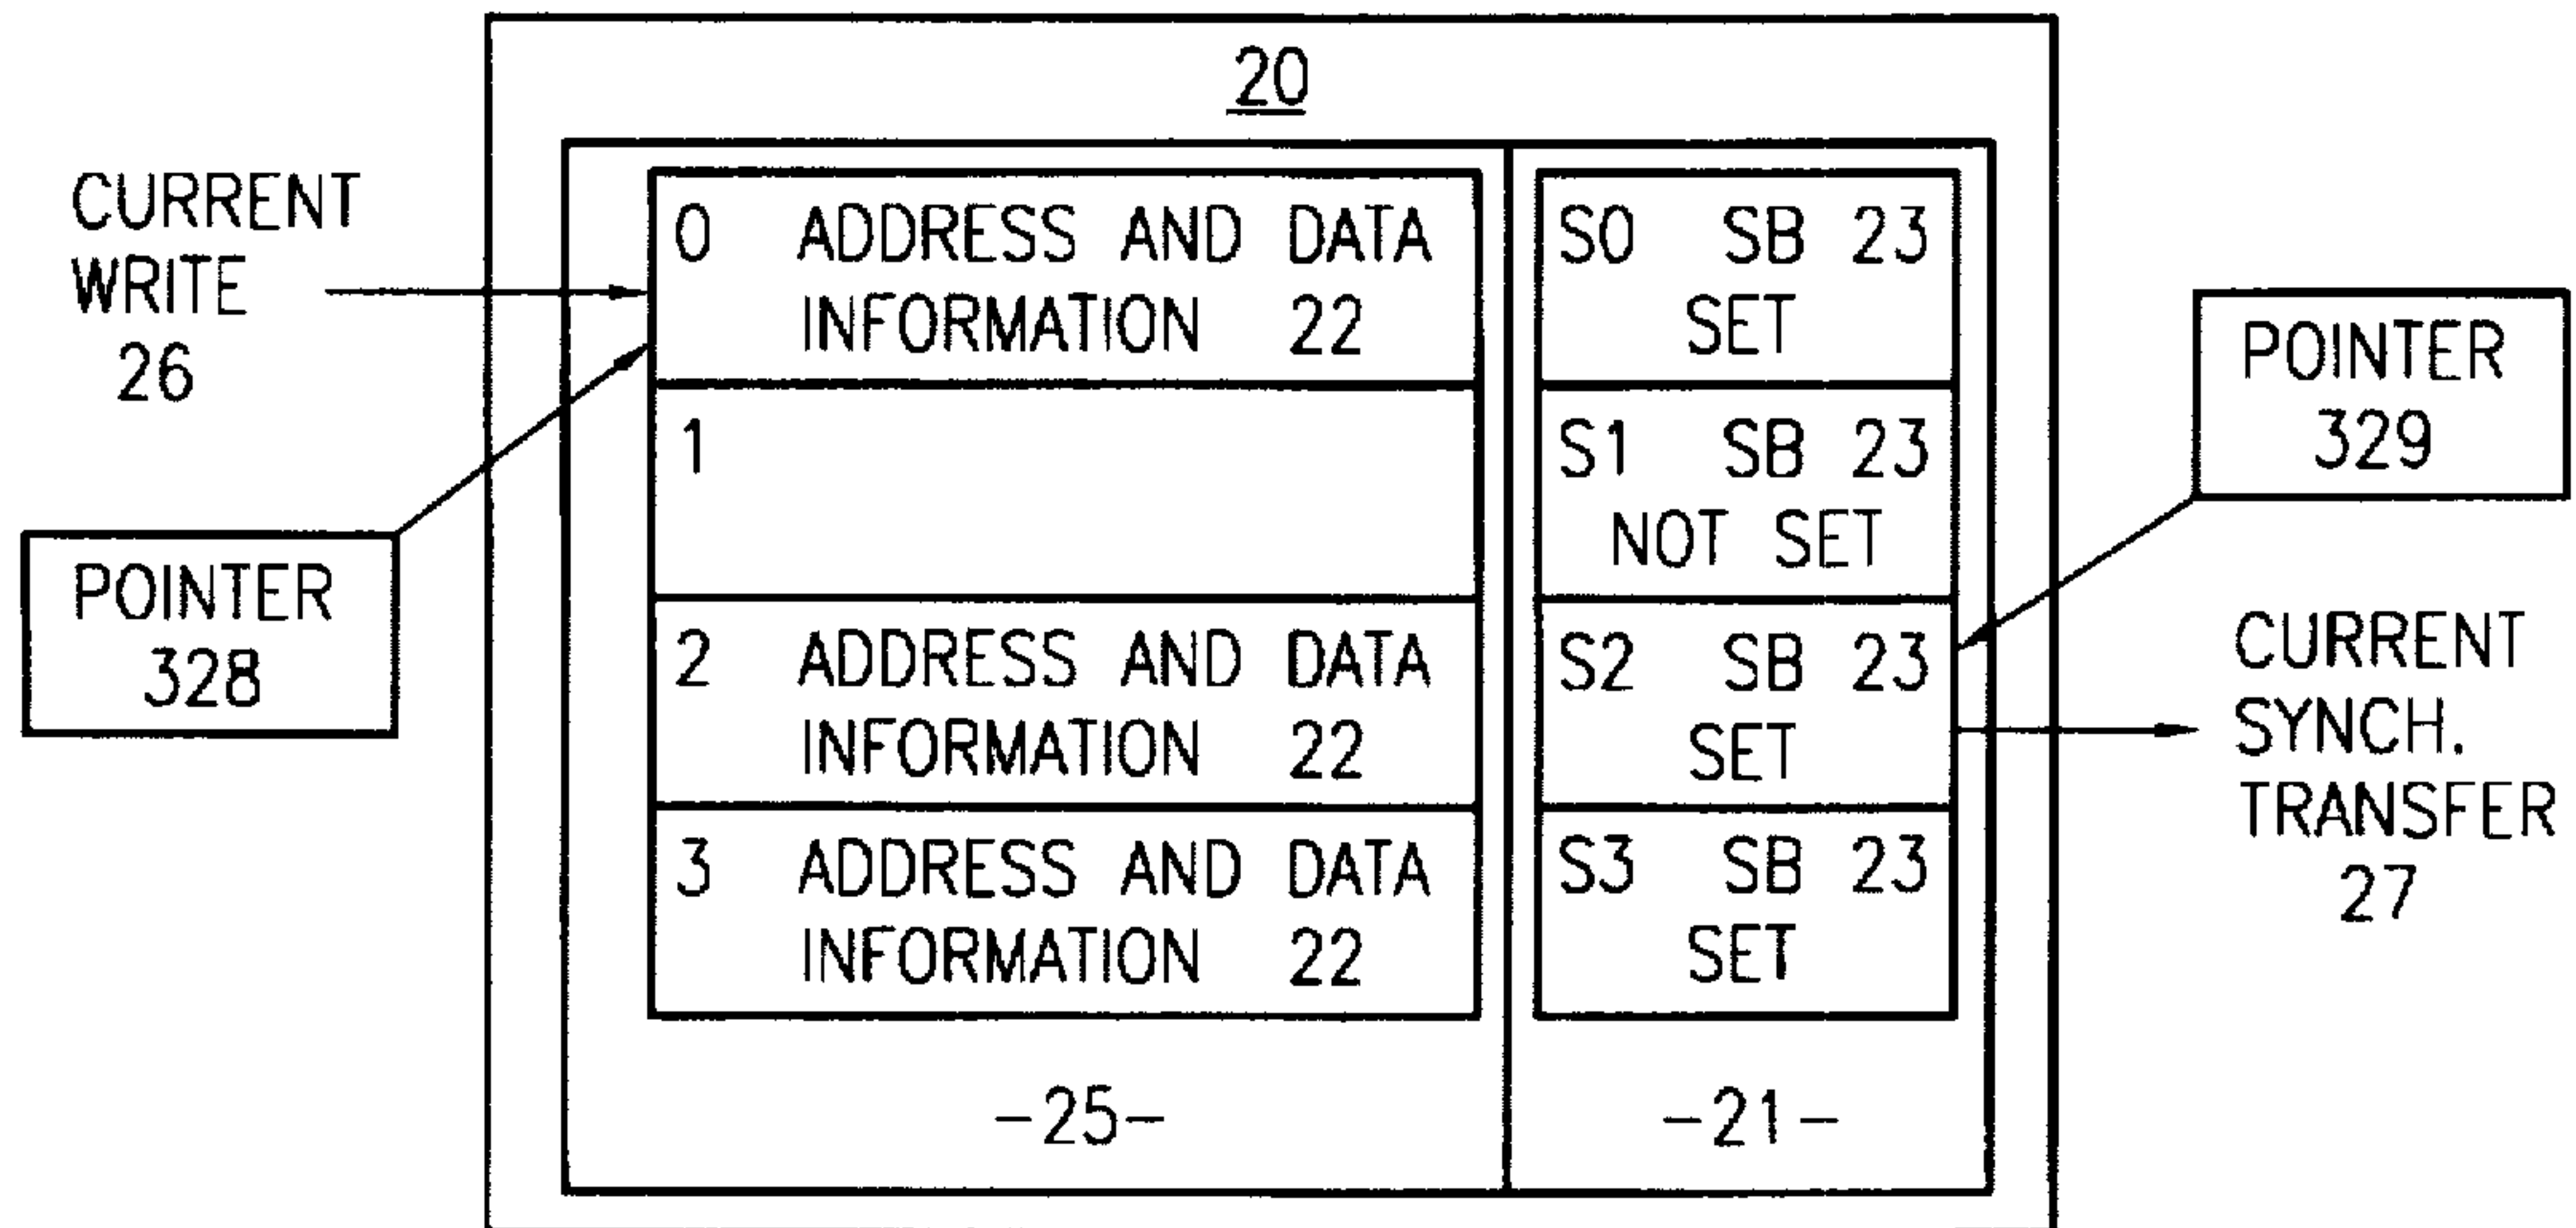 20
CURRENT
WRITE
26
POINTER
328
0 ADDRESS AND DATA
INFORMATION 22
1
2 ADDRESS AND DATA
INFORMATION 22
3 ADDRESS AND DATA
INFORMATION 22
-25-
S0 SB 23
SET
S1 SB 23
NOT SET
S2 SB 23
SET
S3 SB 23
SET
-21-
POINTER
329
CURRENT
SYNCH.
TRANSFER
27